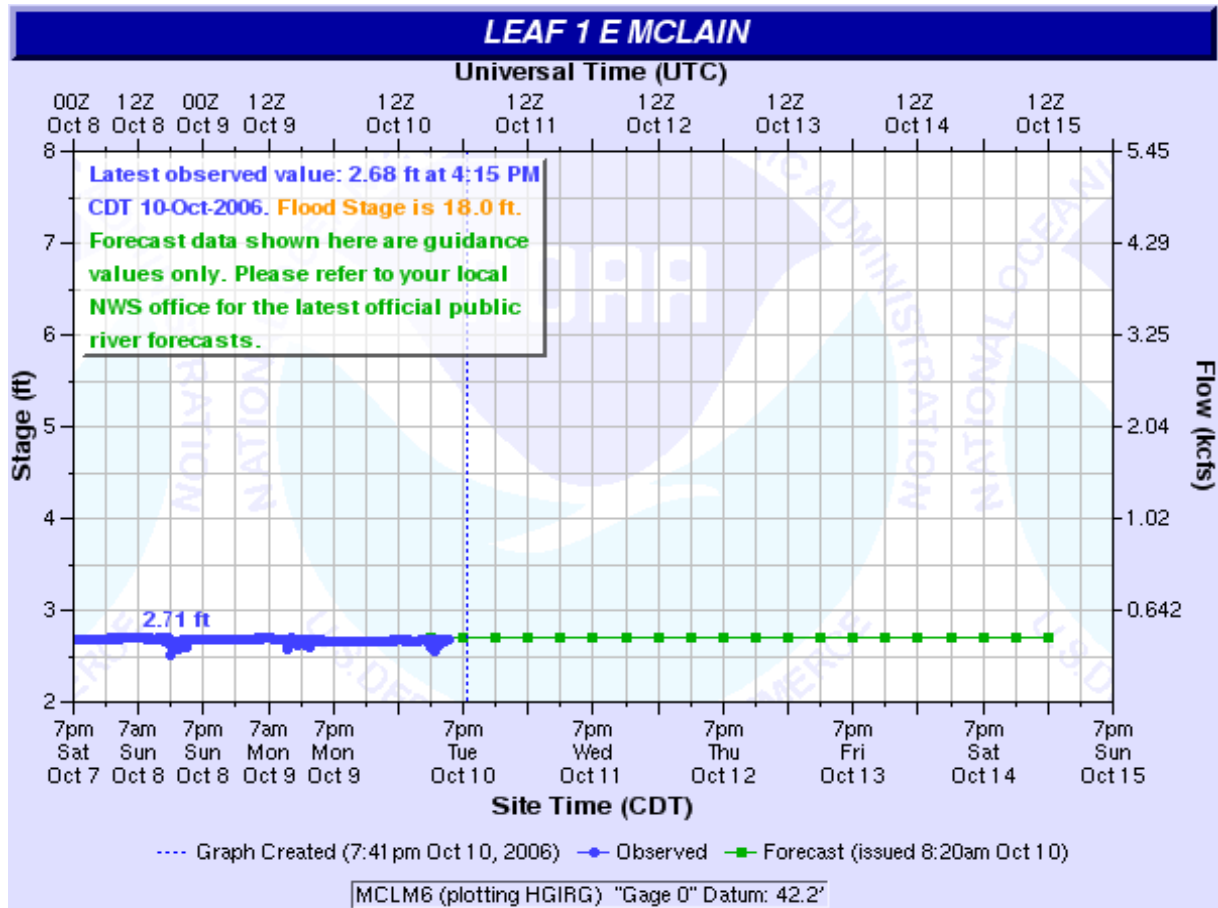 LEAF 1 E MCLAIN
Universal Time (UTC)
00Z 12Z 00Z 12Z 12Z 12Z 12Z 12Z 12Z 12Z
Oct 8 Oct 8 Oct 9 Oct 9 Oct 10 Oct 11 Oct 12 Oct 13 Oct 14 Oct 15
Latest observed value: 2.68 ft at 4:15 PM
CDT 10-Oct-2006. Flood Stage is 18.0 ft.
Forecast data shown here are guidance
values only. Please refer to your local
NWS office for the latest official public
river forecasts.
8 5.45
7 4.29
6 3.25
5 2.04
4 1.02
3 0.642
2
Stage (ft)
Flow (kcfs)
2.71 ft
NOAA
NATIONAL OCEANIC ADMINISTRATION
U.S. DEP
MERCE
7pm 7am 7pm 7am 7pm 7pm 7pm 7pm 7pm 7pm 7pm
Sat Sun Sun Mon Mon Tue Wed Thu Fri Sat Sun
Oct 7 Oct 8 Oct 8 Oct 9 Oct 9 Oct 10 Oct 11 Oct 12 Oct 13 Oct 14 Oct 15
Site Time (CDT)
Graph Created (7:41pm Oct 10, 2006) Observed Forecast (issued 8:20am Oct 10)
MCLM6 (plotting HGIRG) "Gage 0" Datum: 42.2'